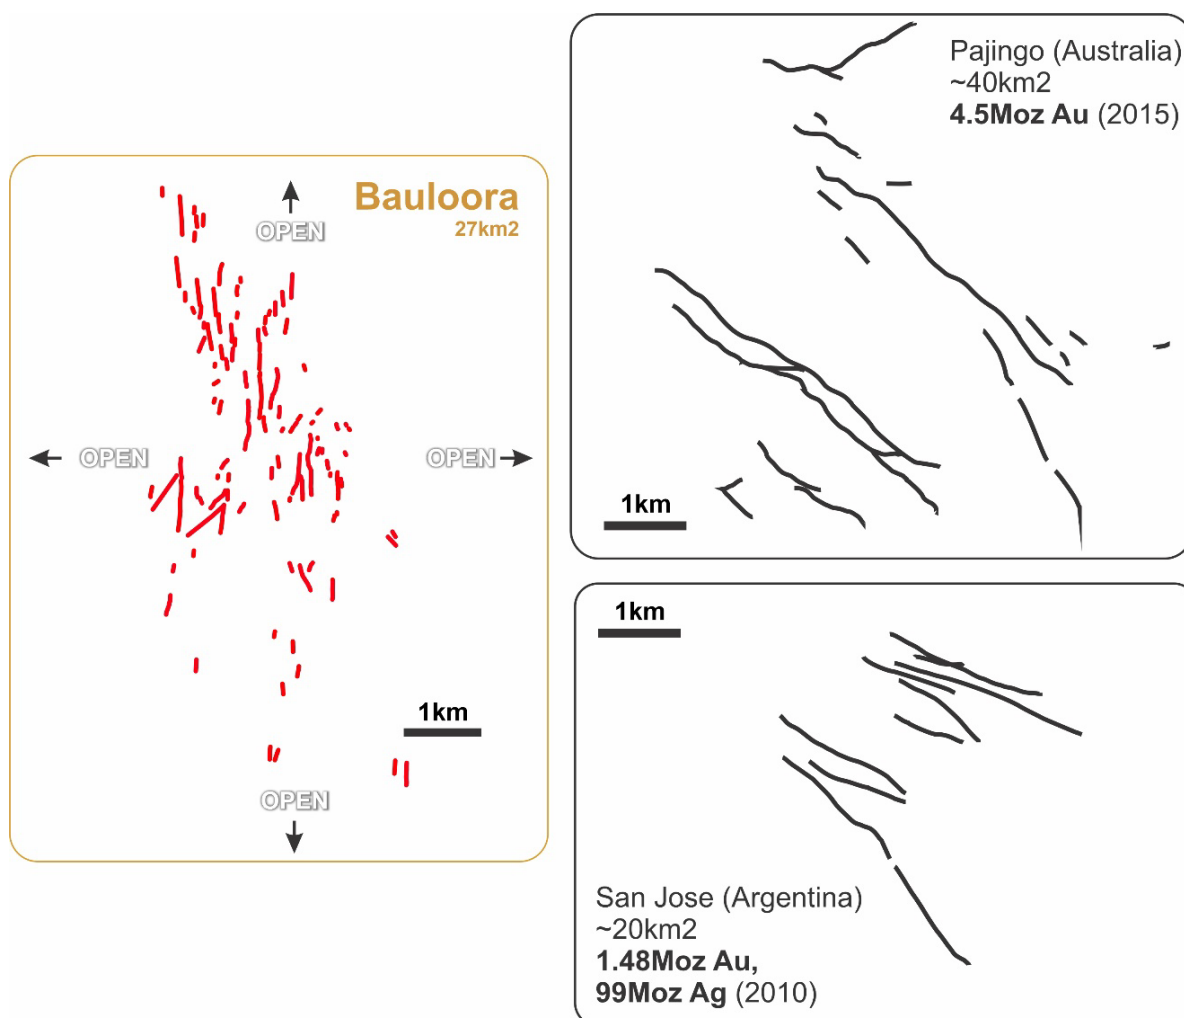 Bauloora
27km2
OPEN
OPEN
OPEN
1km
OPEN
Pajingo (Australia)
~40km2
4.5Moz Au (2015)
1km
1km
San Jose (Argentina)
~20km2
1.48Moz Au,
99Moz Ag (2010)